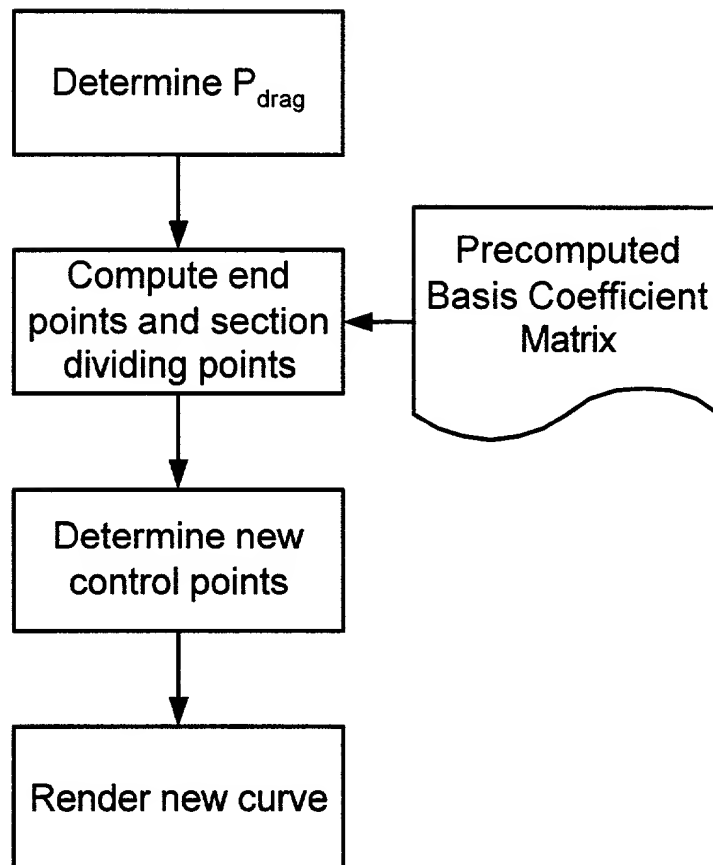 Determine P_drag
Compute end
points and section
dividing points
Precomputed
Basis Coefficient
Matrix
Determine new
control points
Render new curve